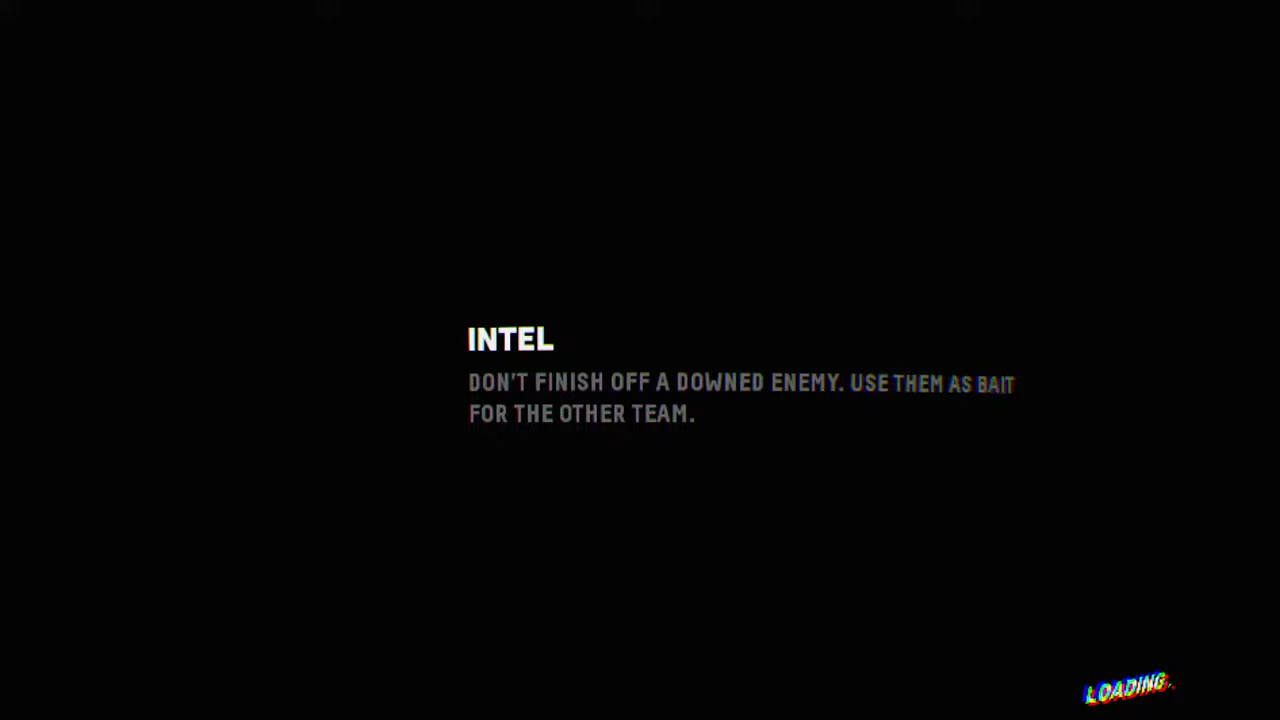 INTEL
DON'T FINISH OFF A DOWNED ENEMY. USE THEM AS BAIT
FOR THE OTHER TEAM.
LOADING.